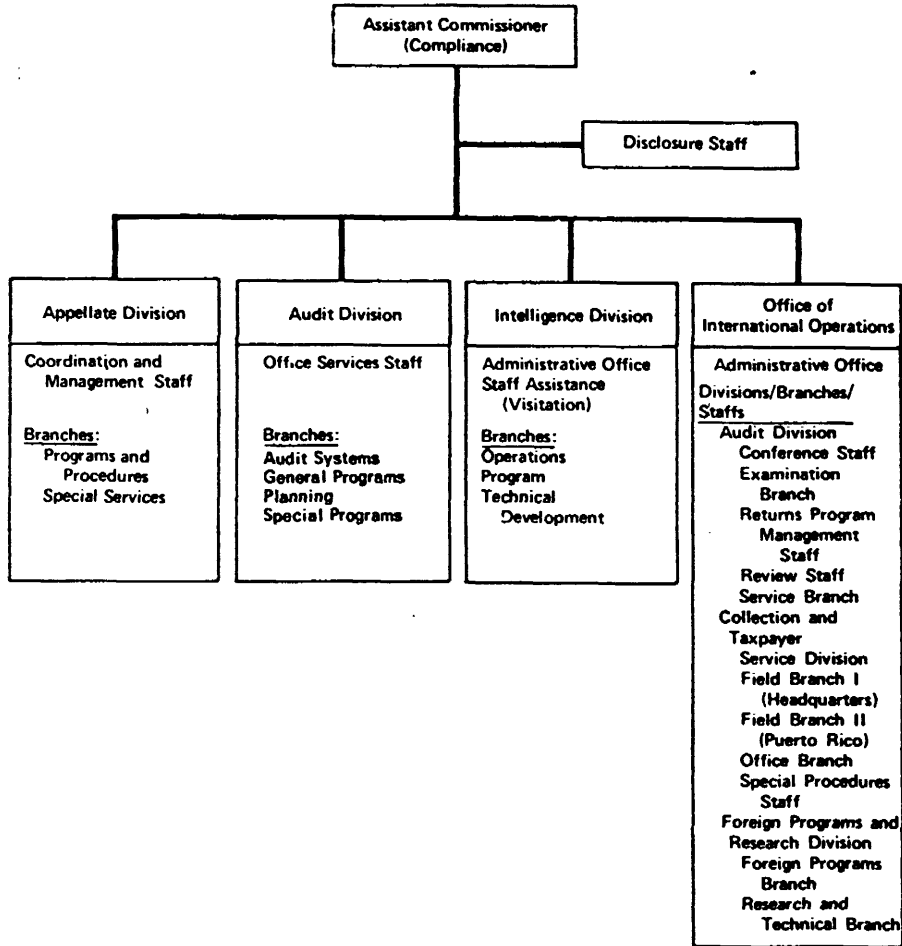 Assistant Commissioner
(Compliance)
Disclosure Staff
Appellate Division
Coordination and
Management Staff
Branches:
Programs and
Procedures
Special Services
Audit Division
Office Services Staff
Branches:
Audit Systems
General Programs
Planning
Special Programs
Intelligence Division
Administrative Office
Staff Assistance
(Visitation)
Branches:
Operations
Program
Technical
Development
Office of
International Operations
Administrative Office
Divisions/Branches/
Staffs
Audit Division
Conference Staff
Examination
Branch
Returns Program
Management
Staff
Review Staff
Service Branch
Collection and
Taxpayer
Service Division
Field Branch I
(Headquarters)
Field Branch II
(Puerto Rico)
Office Branch
Special Procedures
Staff
Foreign Programs and
Research Division
Foreign Programs
Branch
Research and
Technical Branch